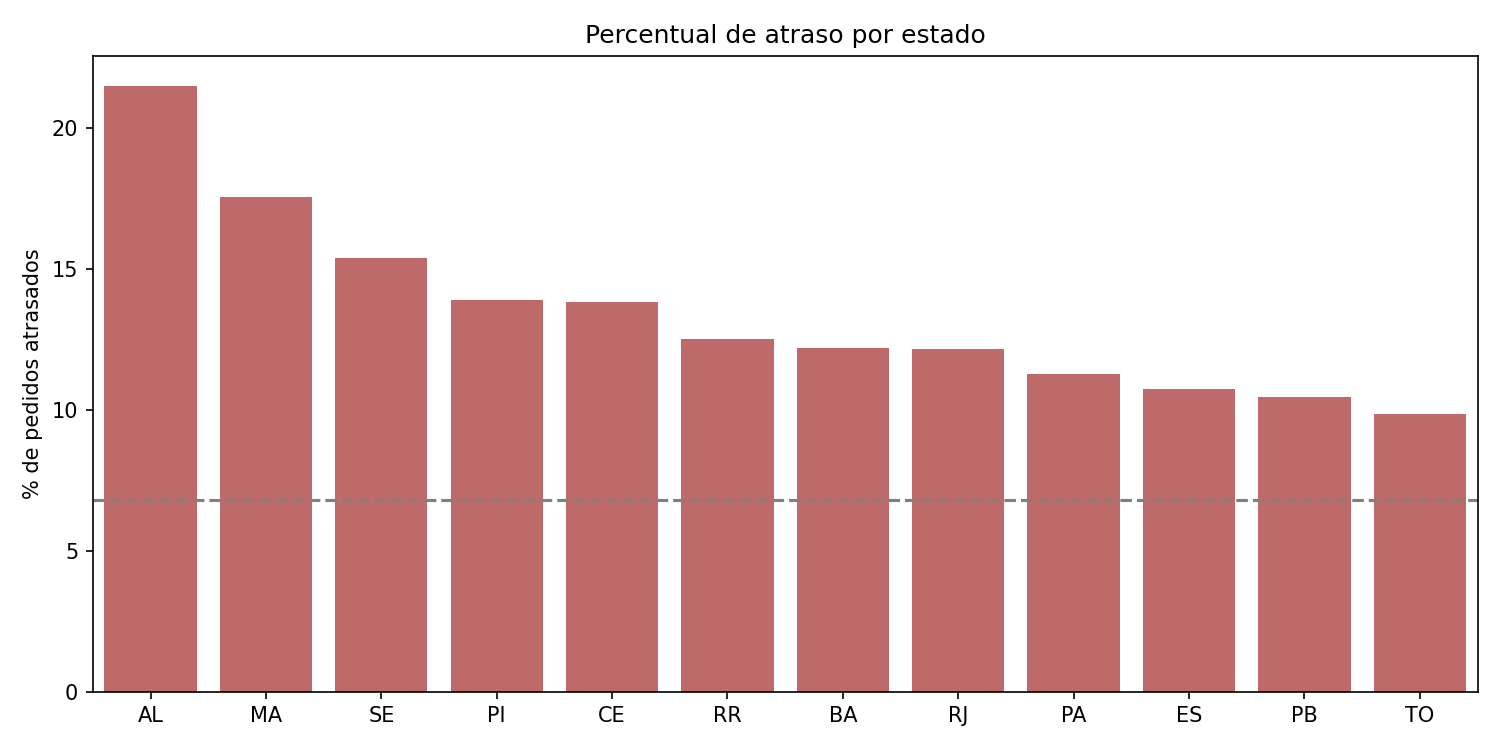 Percentual de atraso por estado
% de pedidos atrasados
20
15
10
5
0
AL MA SE PI CE RR BA RJ PA ES PB TO